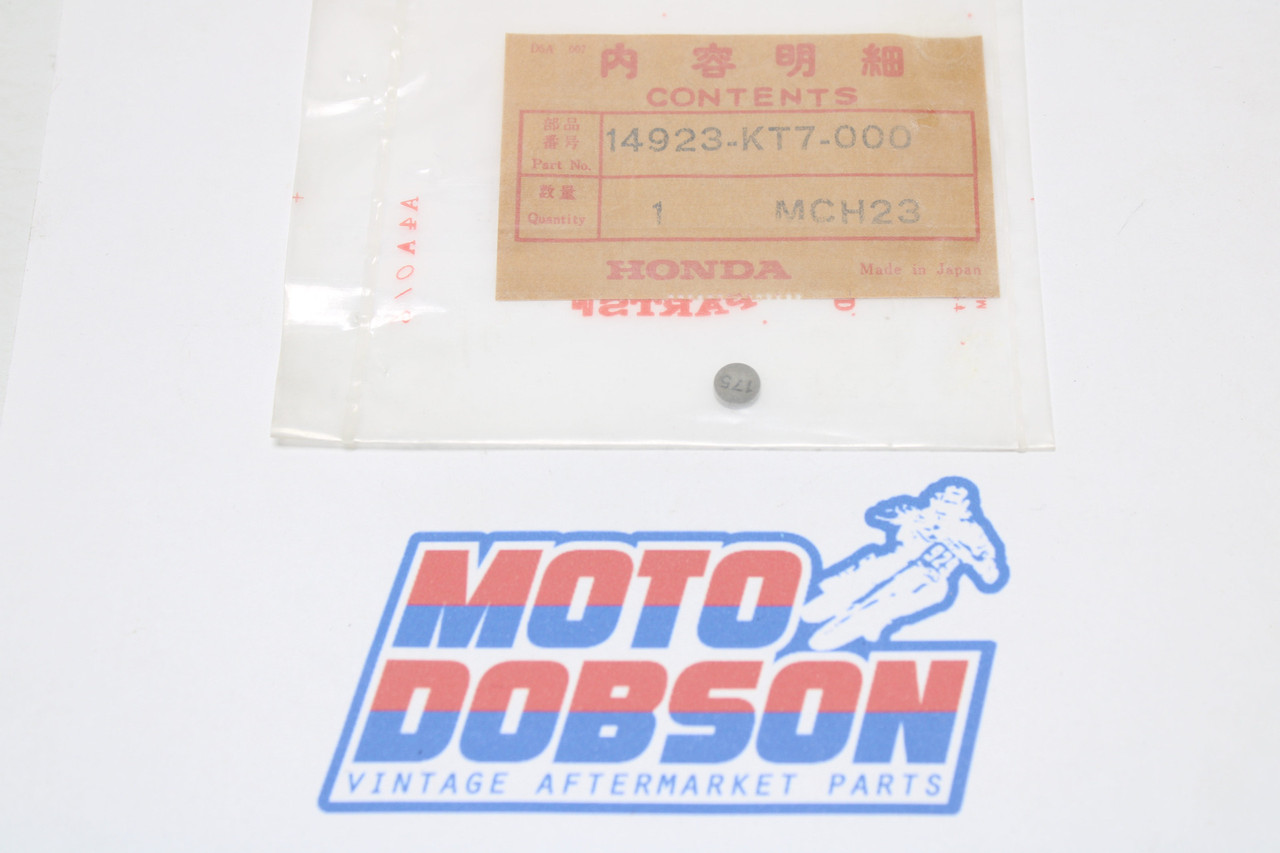 内容明細
CONTENTS
部品
番号
Part No.
14923-KT7-000
数量
Quantity
1 MCH23
HONDA
Made in Japan
PARTS
175
MOTO
DOBSON
VINTAGE AFTERMARKET PARTS